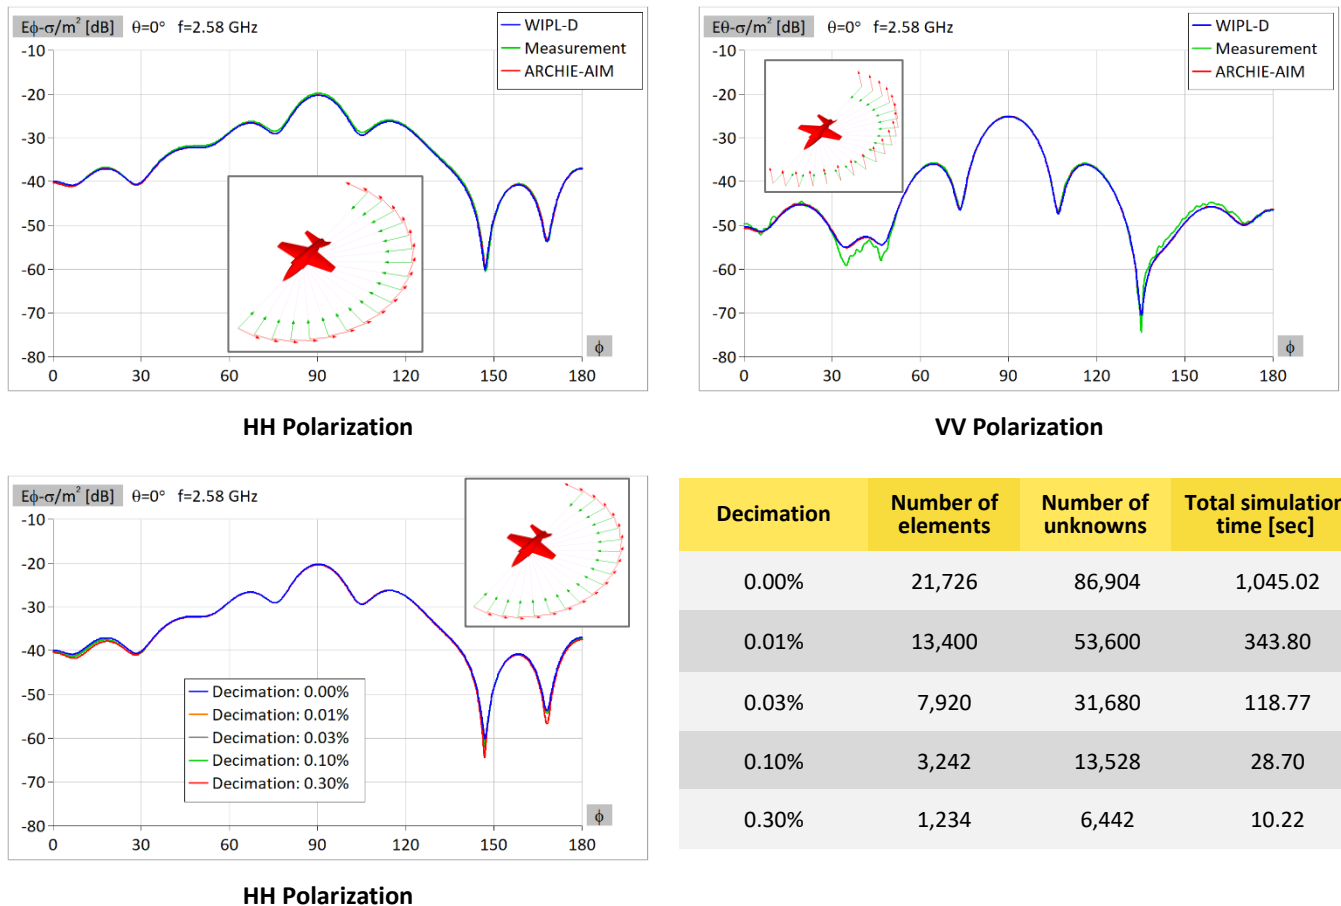 Eϕ-σ/m² [dB] θ=0° f=2.58 GHz
WIPL-D
Measurement
ARCHIE-AIM
-10
-20
-30
-40
-50
-60
-70
-80
0 30 60 90 120 150 180
ϕ
HH Polarization
Eθ-σ/m² [dB] θ=0° f=2.58 GHz
WIPL-D
Measurement
ARCHIE-AIM
-10
-20
-30
-40
-50
-60
-70
-80
0 30 60 90 120 150 180
ϕ
VV Polarization
Eϕ-σ/m² [dB] θ=0° f=2.58 GHz
-10
-20
-30
-40
-50
-60
-70
-80
Decimation: 0.00%
Decimation: 0.01%
Decimation: 0.03%
Decimation: 0.10%
Decimation: 0.30%
0 30 60 90 120 150 180
ϕ
HH Polarization
Decimation Number of elements Number of unknowns Total simulation time [sec]
0.00% 21,726 86,904 1,045.02
0.01% 13,400 53,600 343.80
0.03% 7,920 31,680 118.77
0.10% 3,242 13,528 28.70
0.30% 1,234 6,442 10.22